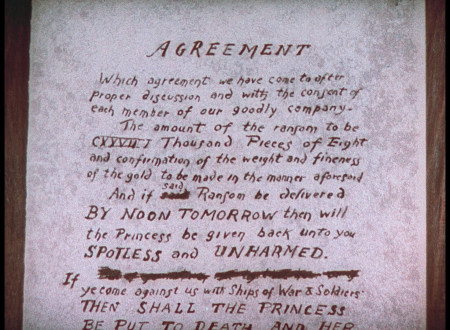 AGREEMENT
Which agreement we have come to after
proper discussion and with the consent of
each member of our goodly company-
The amount of the ransom to be
Thousand Pieces of Eight
and confirmation of the weight and fineness
of the gold to be made in the manner aforesaid
And if said Ransom be delivered
BY NOON TOMORROW then will
the Princess be given back unto you
SPOTLESS and UNHARMED.
If
ye come against us with Ships of War & Soldiers
THEN SHALL THE PRINCESS
BE PUT TO DEATH AND HER